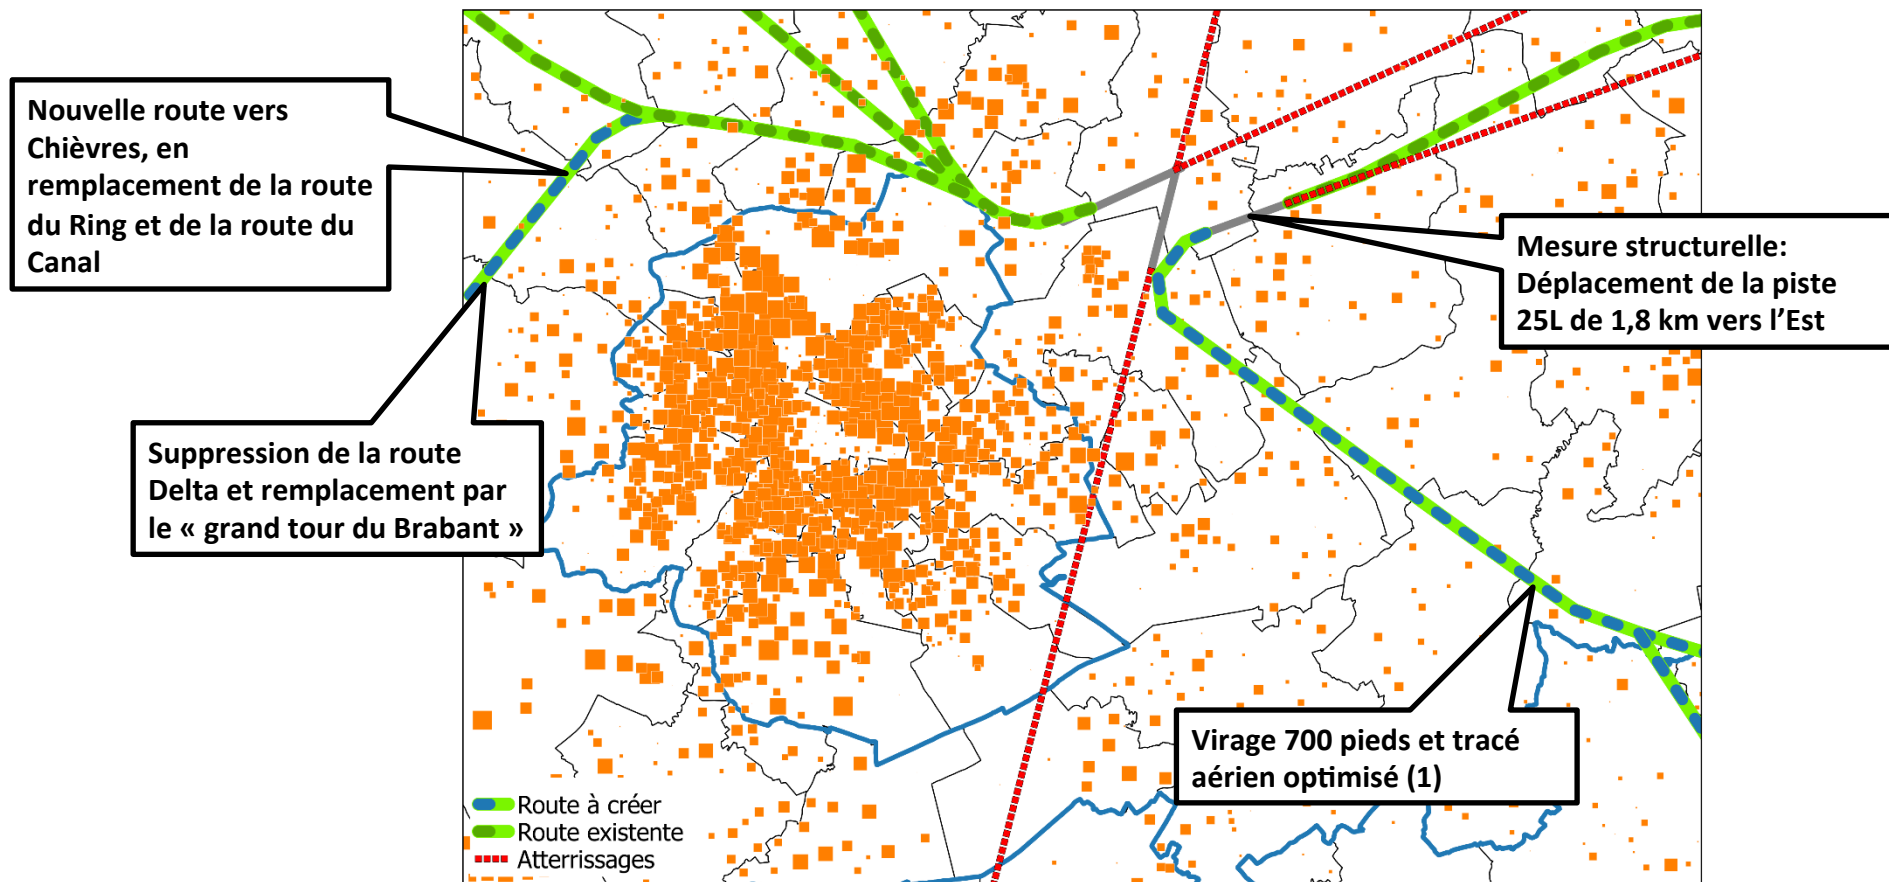 Nouvelle route vers
Chièvres, en
remplacement de la route
du Ring et de la route du
Canal
Mesure structurelle:
Déplacement de la piste
25L de 1,8 km vers l'Est
Suppression de la route
Delta et remplacement par
le « grand tour du Brabant »
Virage 700 pieds et tracé
aérien optimisé (1)
Route à créer
Route existente
Atterrissages